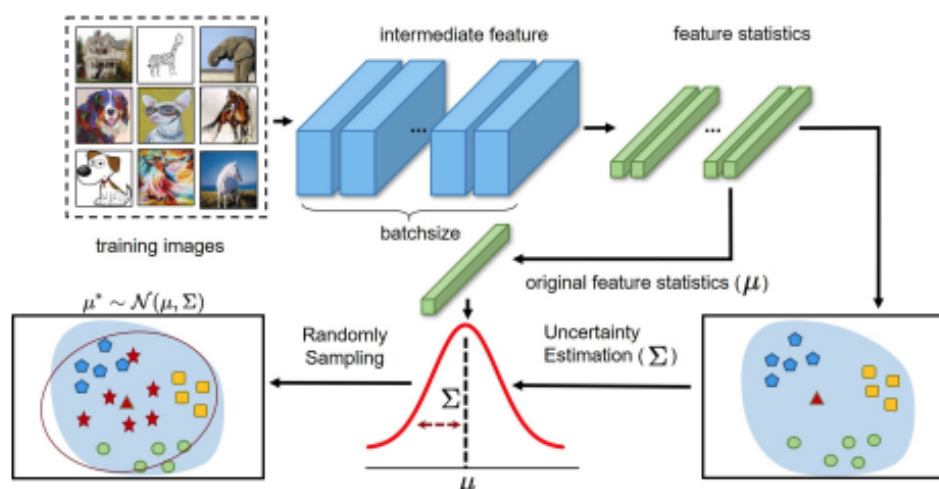 intermediate feature
feature statistics
...
...
training images
batchsize
original feature statistics (μ)
μ* ∼ 𝒩(μ, Σ)
Randomly
Sampling
Uncertainty
Estimation (Σ)
Σ
μ